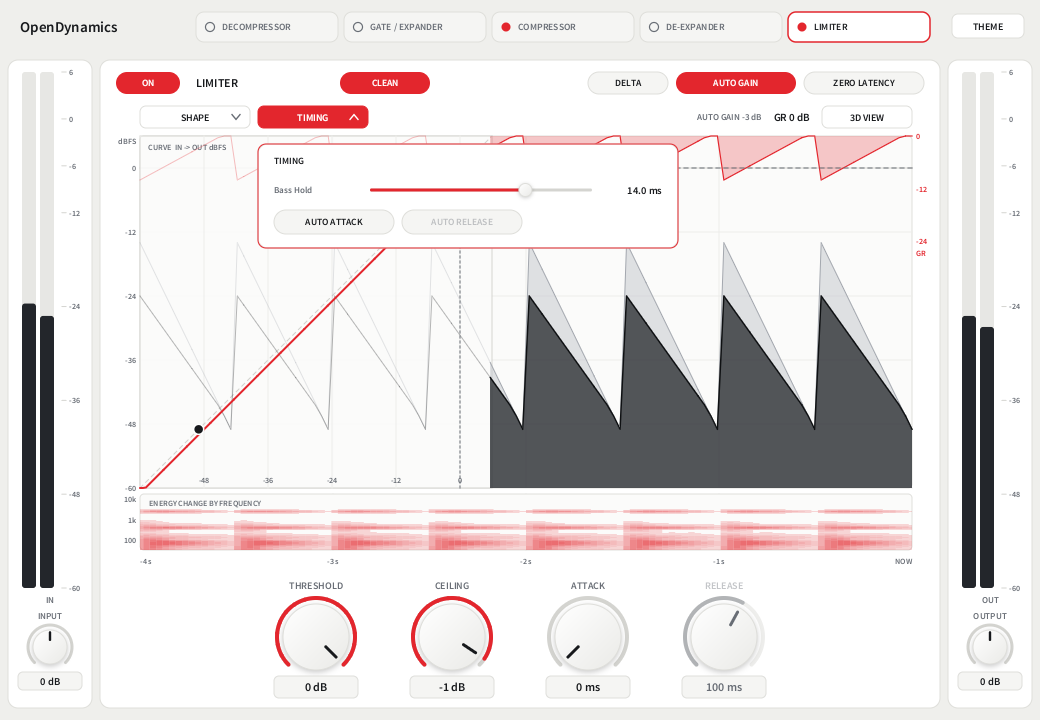 OpenDynamics
DECOMPRESSOR
GATE / EXPANDER
COMPRESSOR
DE-EXPANDER
LIMITER
THEME
ON
LIMITER
CLEAN
DELTA
AUTO GAIN
ZERO LATENCY
SHAPE
TIMING
AUTO GAIN -3 dB
GR 0 dB
3D VIEW
dBFS
CURVE IN -> OUT dBFS
TIMING
Bass Hold
14.0 ms
AUTO ATTACK
AUTO RELEASE
0
-12
-24
-36
-48
-60
-48
-36
-24
-12
0
0
-12
-24
GR
10k
1k
100
ENERGY CHANGE BY FREQUENCY
-4s
-3s
-2s
-1s
NOW
6
0
-6
-12
-24
-36
-48
-60
IN
INPUT
0 dB
THRESHOLD
CEILING
ATTACK
RELEASE
0 dB
-1 dB
0 ms
100 ms
6
0
-6
-12
-24
-36
-48
-60
OUT
OUTPUT
0 dB